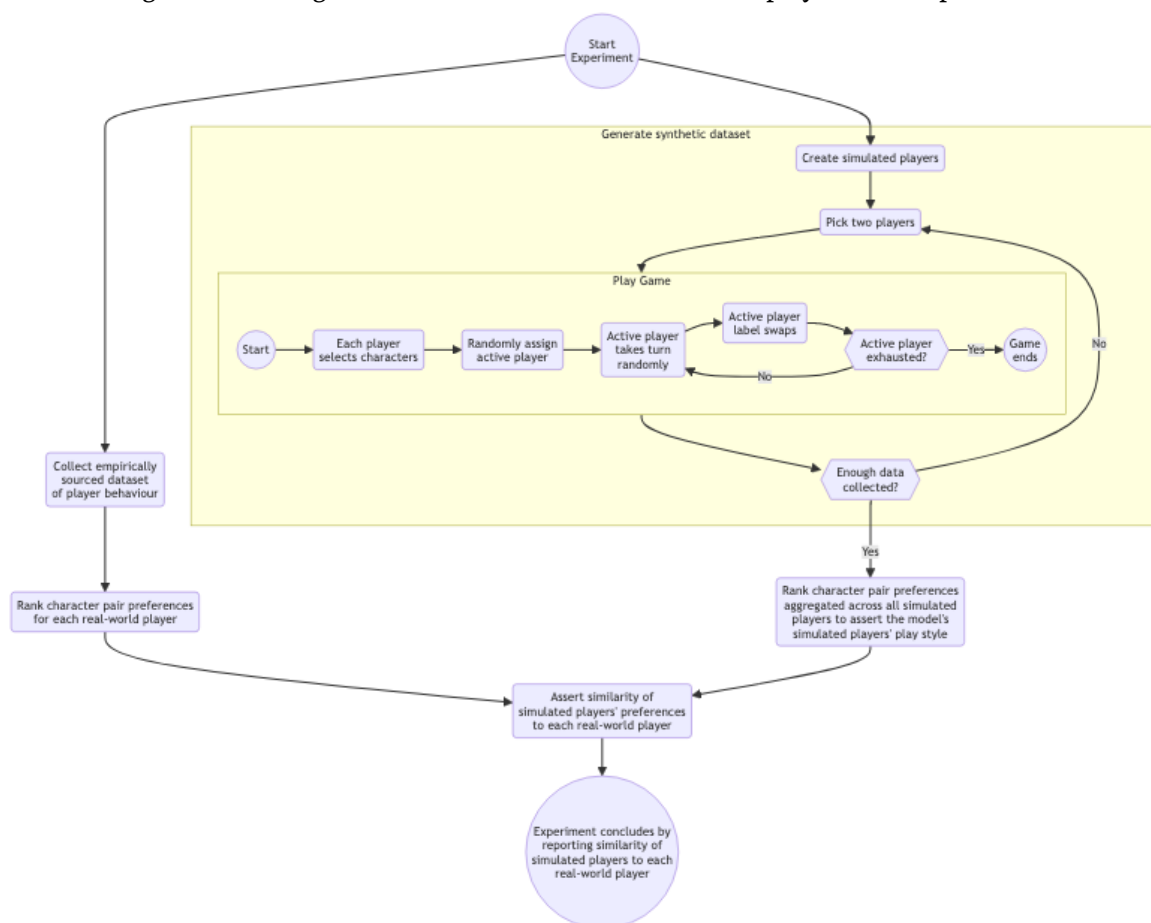 Start
Experiment
Generate synthetic dataset
Create simulated players
Pick two players
Play Game
Start
Each player
selects characters
Randomly assign
active player
Active player
takes turn
randomly
Active player
label swaps
Active player
exhausted?
Yes
Game
ends
No
No
Collect empirically
sourced dataset
of player behaviour
Enough data
collected?
Yes
Rank character pair preferences
for each real-world player
Rank character pair preferences
aggregated across all simulated
players to assert the model's
simulated players' play style
Assert similarity of
simulated players' preferences
to each real-world player
Experiment concludes by
reporting similarity of
simulated players to each
real-world player